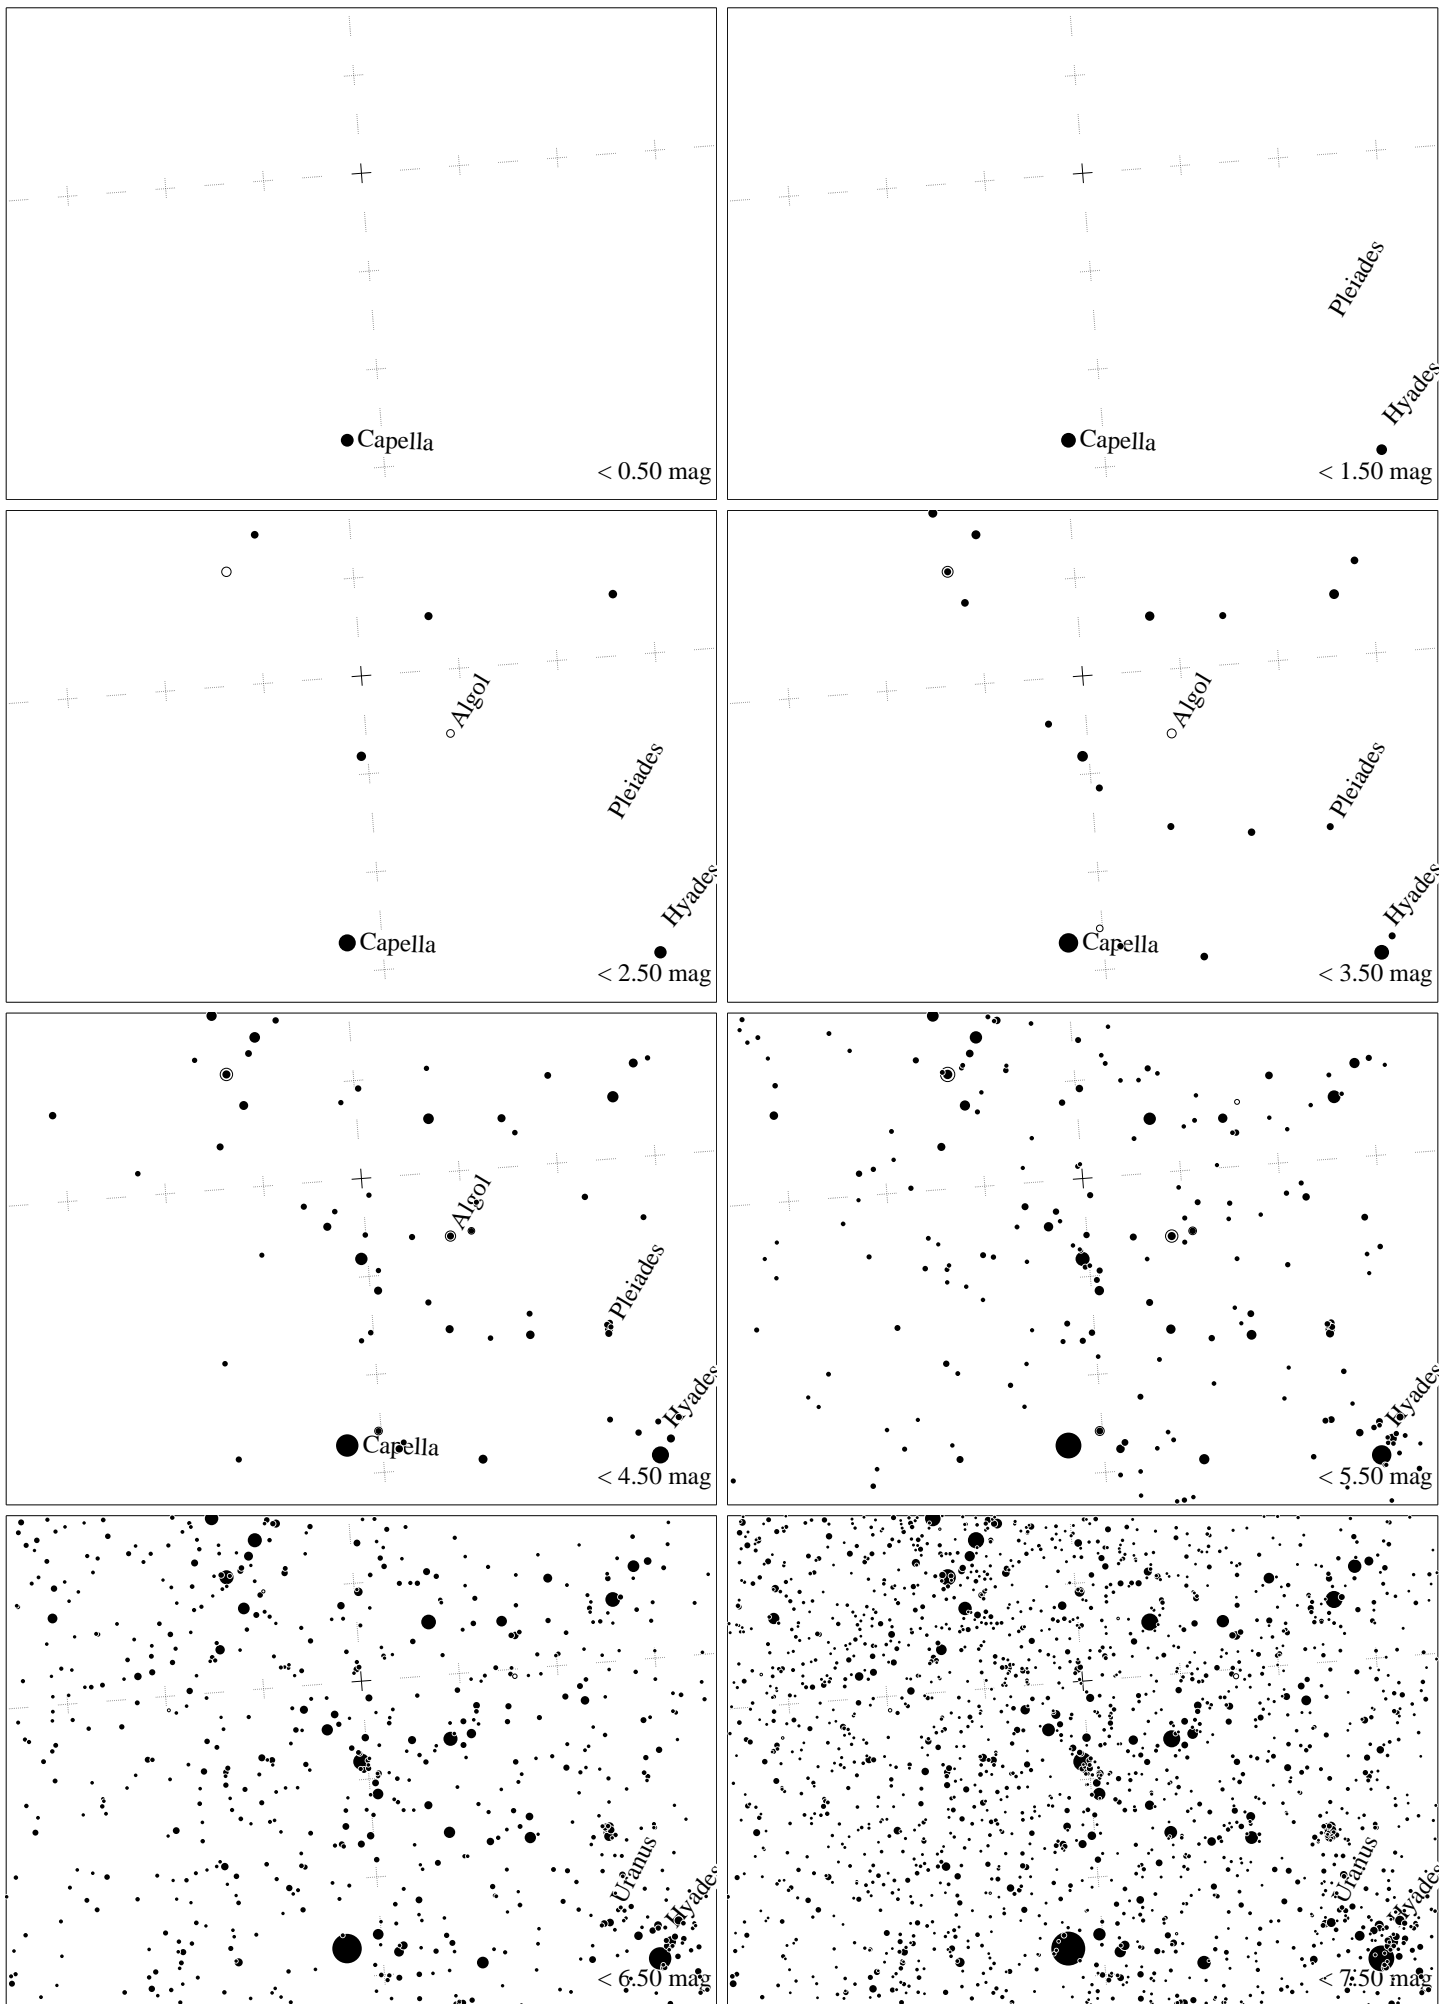 Capella
< 0.50 mag
Pleiades
Hyades
Capella
< 1.50 mag
Algol
Pleiades
Hyades
Capella
< 2.50 mag
Algol
Pleiades
Hyades
Capella
< 3.50 mag
Algol
Pleiades
Hyades
Capella
< 4.50 mag
Hyades
< 5.50 mag
Uranus
Hyades
< 6.50 mag
Uranus
Hyades
< 7.50 mag